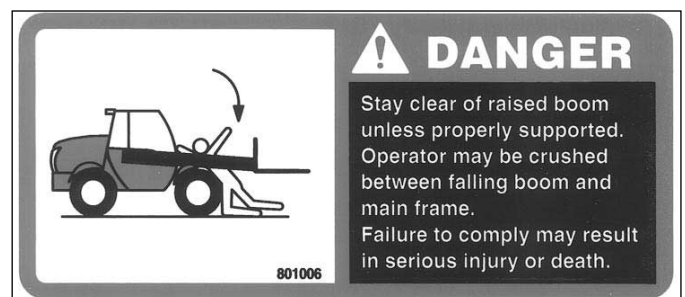 DANGER
Stay clear of raised boom
unless properly supported.
Operator may be crushed
between falling boom and
main frame.
Failure to comply may result
in serious injury or death.
801006